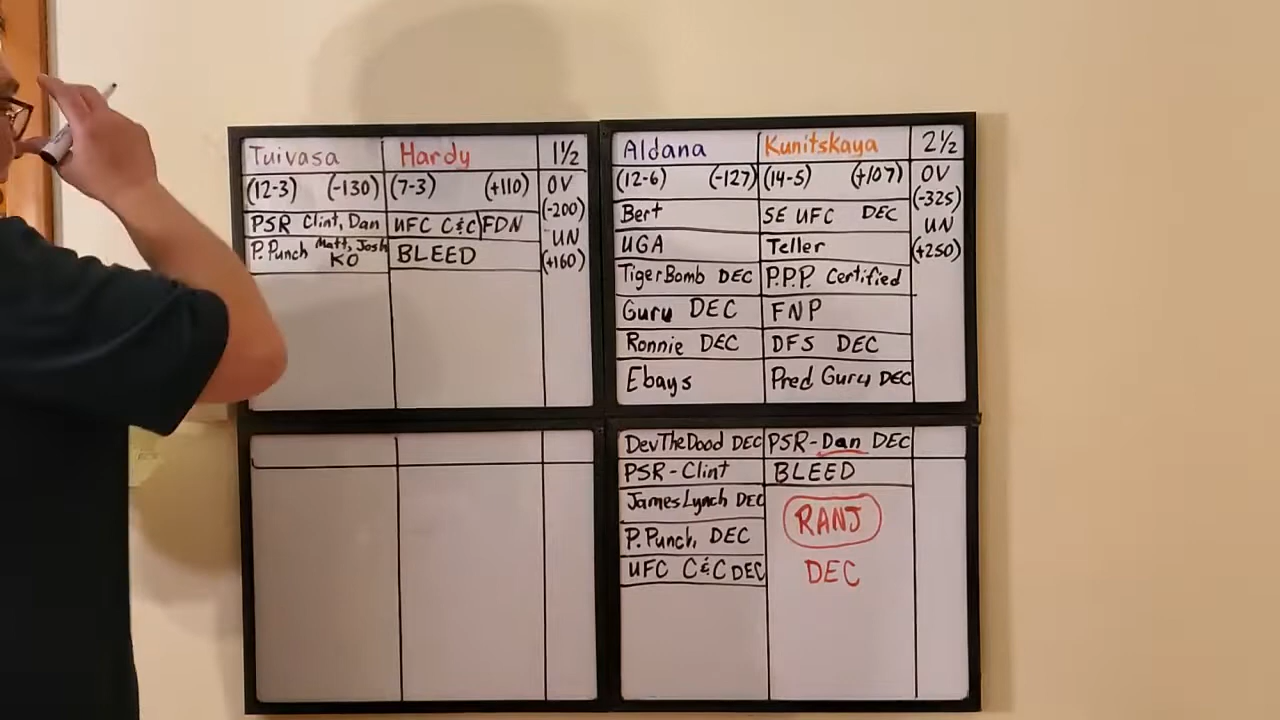 Tuivasa Hardy 1½
(12-3) (-130) (7-3) (+110) OV
(-200)
PSR Clint, Dan UFC C&C FDN UN
P. Punch Matt, Josh KO BLEED (+160)
Aldana Kunitskaya 2½
(12-6) (-127) (14-5) (+107) OV
(-325)
Bert SE UFC DEC UN
UGA Teller (+250)
TigerBomb DEC P.P.P. Certified
Guru DEC FNP
Ronnie DEC DFS DEC
Ebays Pred Guru DEC
DevTheDood DEC PSR-Dan DEC
PSR-Clint BLEED
James Lynch DEC RANJ
P. Punch, DEC
UFC C&C DEC DEC